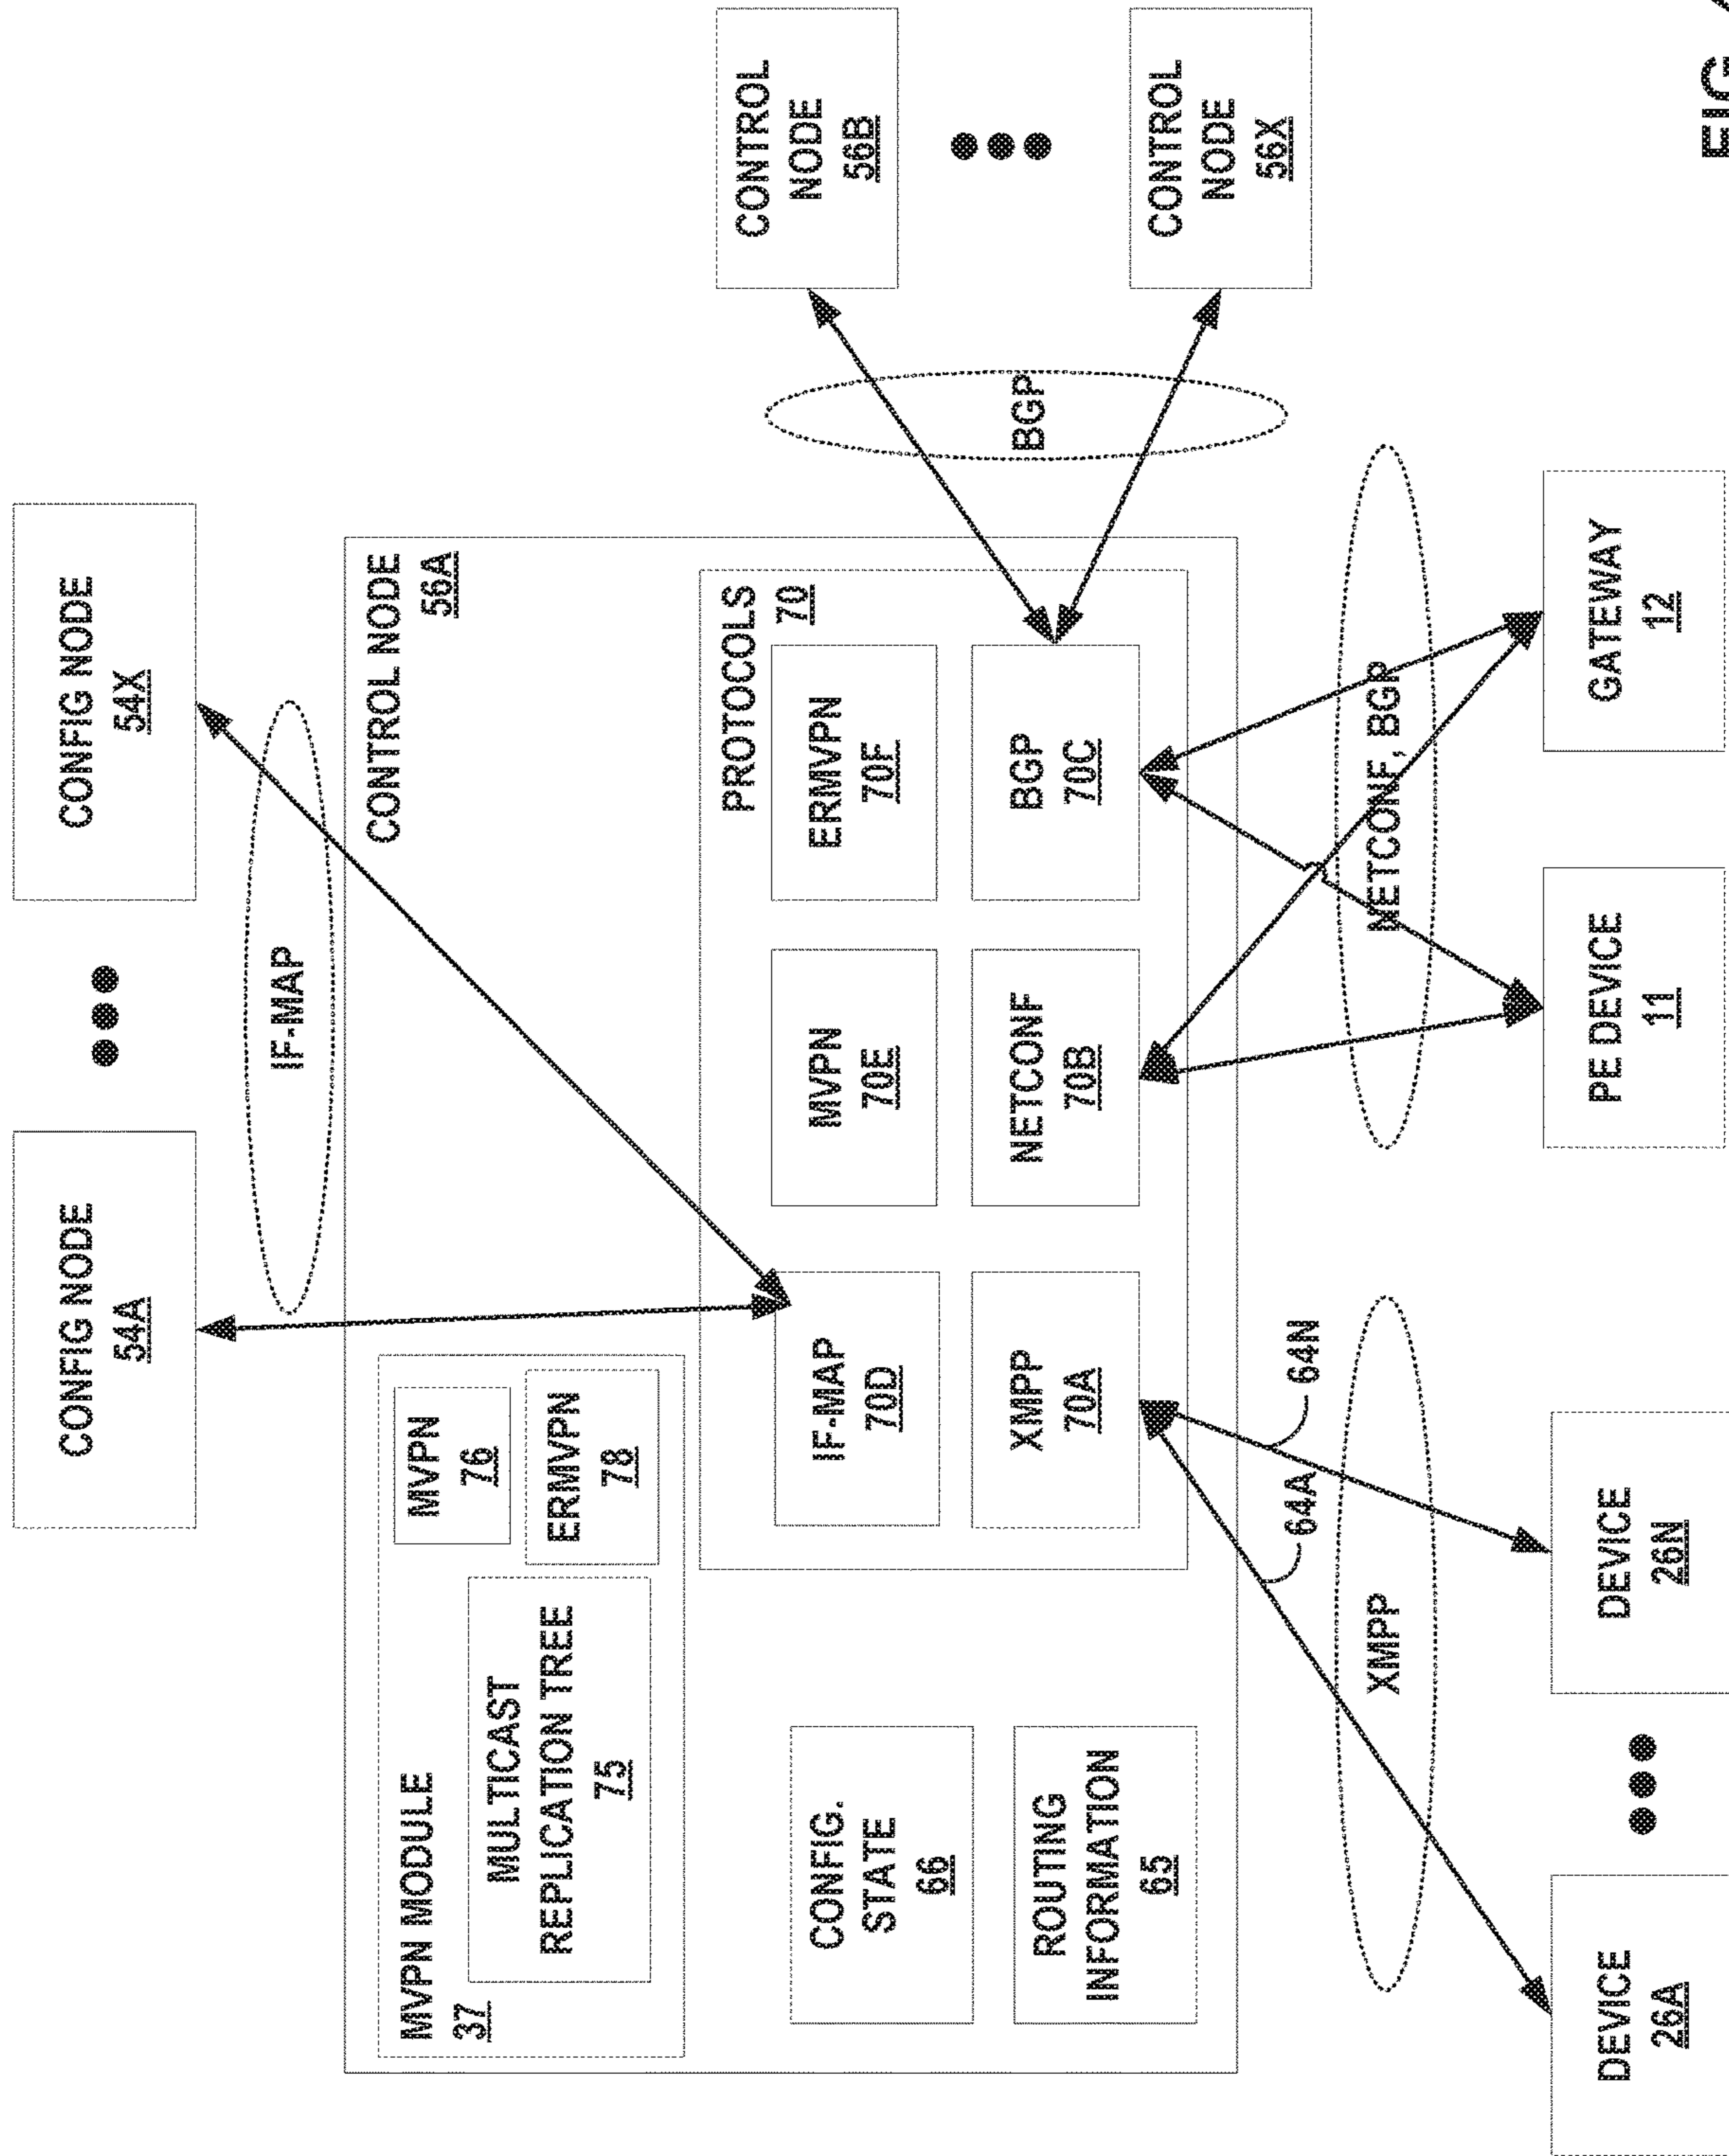 CONFIG NODE
54A
CONFIG NODE
54X
IF-MAP
CONTROL NODE
56A
MVPN MODULE
37
MULTICAST
REPLICATION TREE
75
MVPN
76
ERMVPN
78
CONFIG.
STATE
66
ROUTING
INFORMATION
65
PROTOCOLS
70
IF-MAP
70D
MVPN
70E
ERMVPN
70F
XMPP
70A
NETCONF
70B
BGP
70C
CONTROL
NODE
56B
CONTROL
NODE
56X
BGP
64A
64N
XMPP
NETCONF, BGP
DEVICE
26A
DEVICE
26N
PE DEVICE
11
GATEWAY
12
FIG.